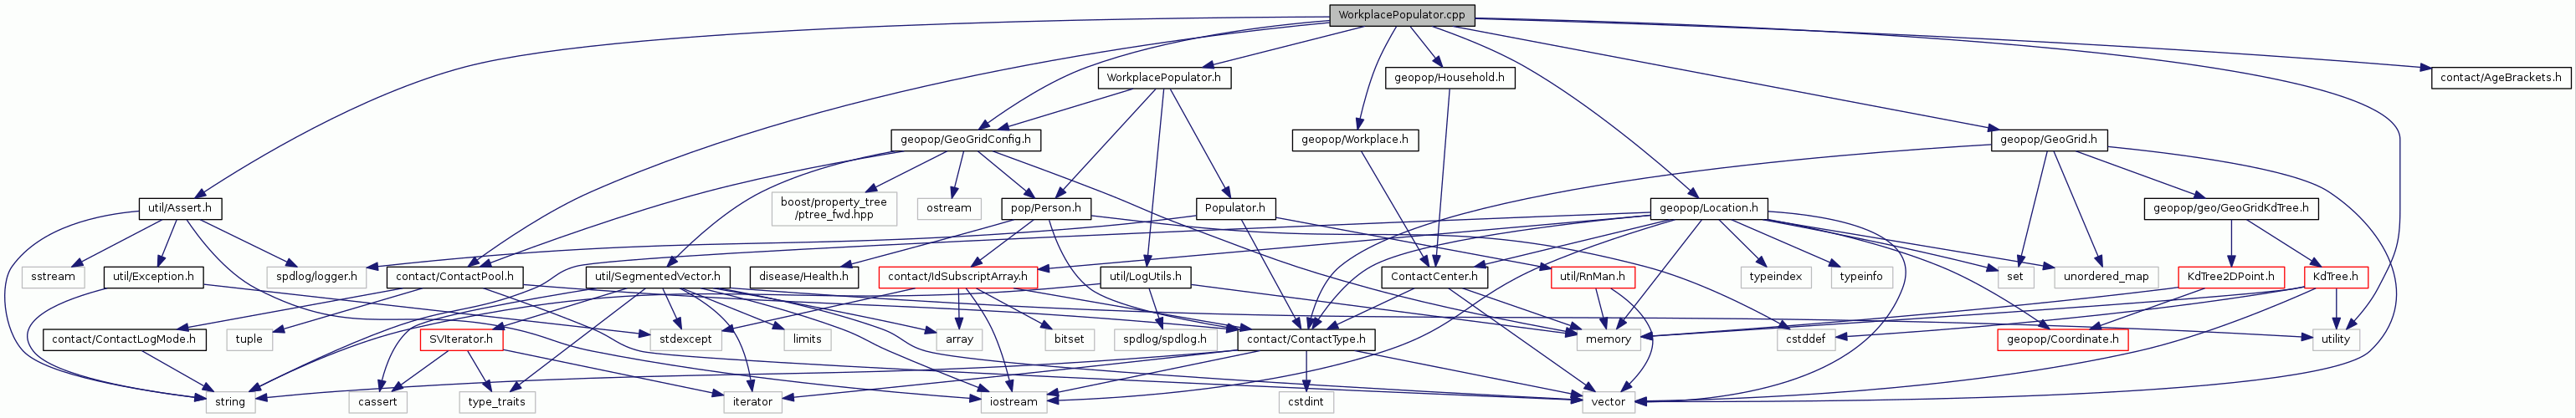 WorkplacePopulator.cpp
WorkplacePopulator.h
geopop/Household.h
contact/AgeBrackets.h
geopop/GeoGridConfig.h
geopop/Workplace.h
geopop/GeoGrid.h
util/Assert.h
boost/property_tree
/ptree_fwd.hpp
ostream
pop/Person.h
Populator.h
geopop/Location.h
geopop/geo/GeoGridKdTree.h
sstream
util/Exception.h
spdlog/logger.h
contact/ContactPool.h
util/SegmentedVector.h
disease/Health.h
contact/IdSubscriptArray.h
util/LogUtils.h
ContactCenter.h
util/RnMan.h
typeindex
typeinfo
set
unordered_map
KdTree2DPoint.h
KdTree.h
contact/ContactLogMode.h
tuple
SVIterator.h
stdexcept
limits
array
bitset
spdlog/spdlog.h
contact/ContactType.h
memory
cstddef
geopop/Coordinate.h
utility
string
cassert
type_traits
iterator
iostream
cstdint
vector